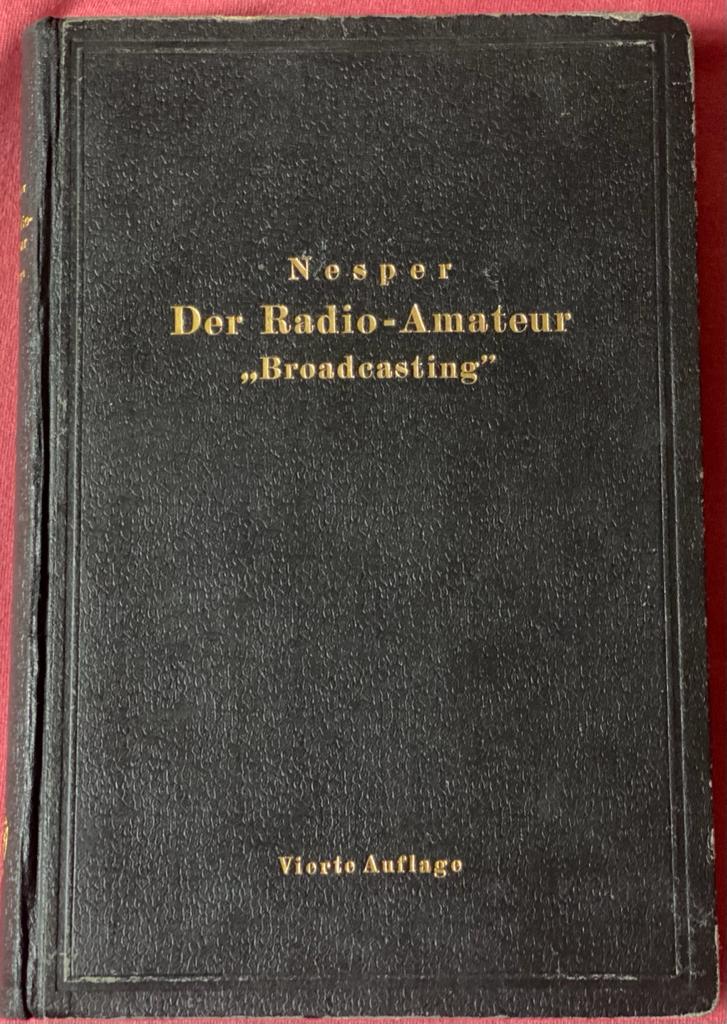 Nesper
Der Radio-Amateur
„Broadcasting”
Vierte Auflage